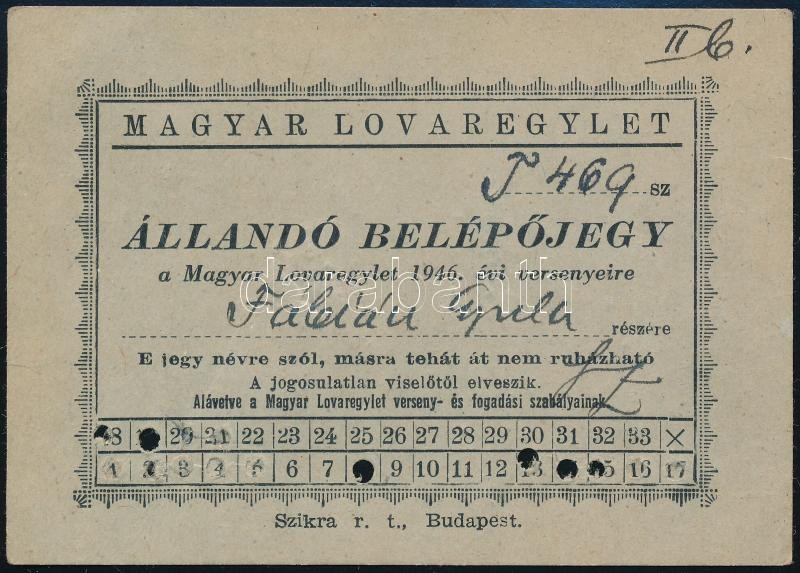 II b.
MAGYAR LOVAREGYLET
T 469 sz
ÁLLANDÓ BELÉPŐJEGY
a Magyar Lovaregylet 1946. évi versenyeire
darabanth
Fabián Gyula részére
E jegy névre szól, másra tehát át nem ruházható
A jogosulatlan viselőtől elveszik.
Alávetve a Magyar Lovaregylet verseny- és fogadási szabályainak
18 19 20 21 22 23 24 25 26 27 28 29 30 31 32 33 X
1 2 3 4 5 6 7 9 10 11 12 13 15 16 17
Szikra r. t., Budapest.